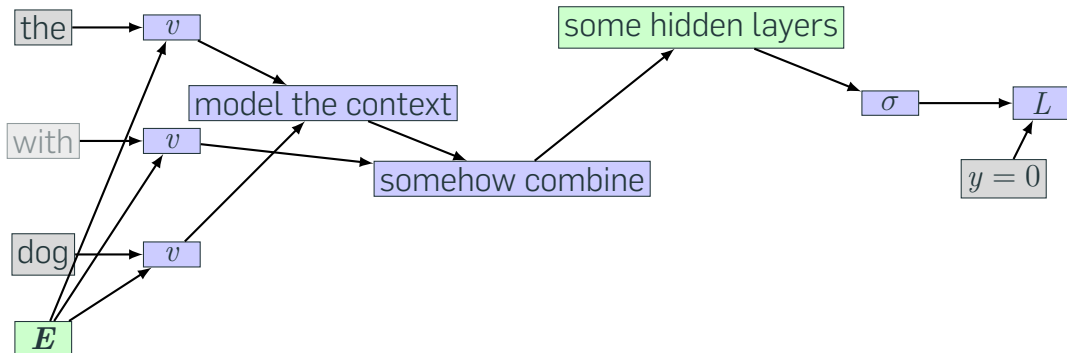 the
v
some hidden layers
model the context
σ
L
with
v
somehow combine
y = 0
dog
v
E